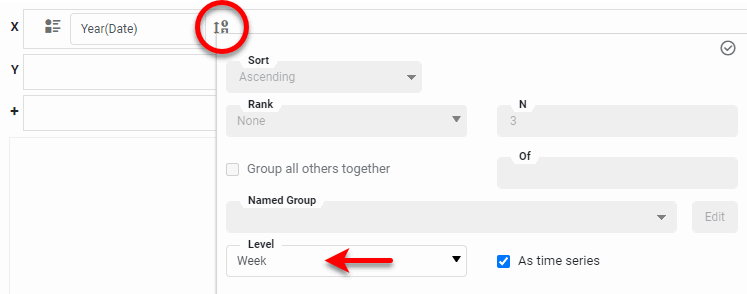 X Year(Date)
Y
+
Sort
Ascending
Rank
None
N
3
Group all others together
Of
Named Group
Edit
Level
Week
As time series